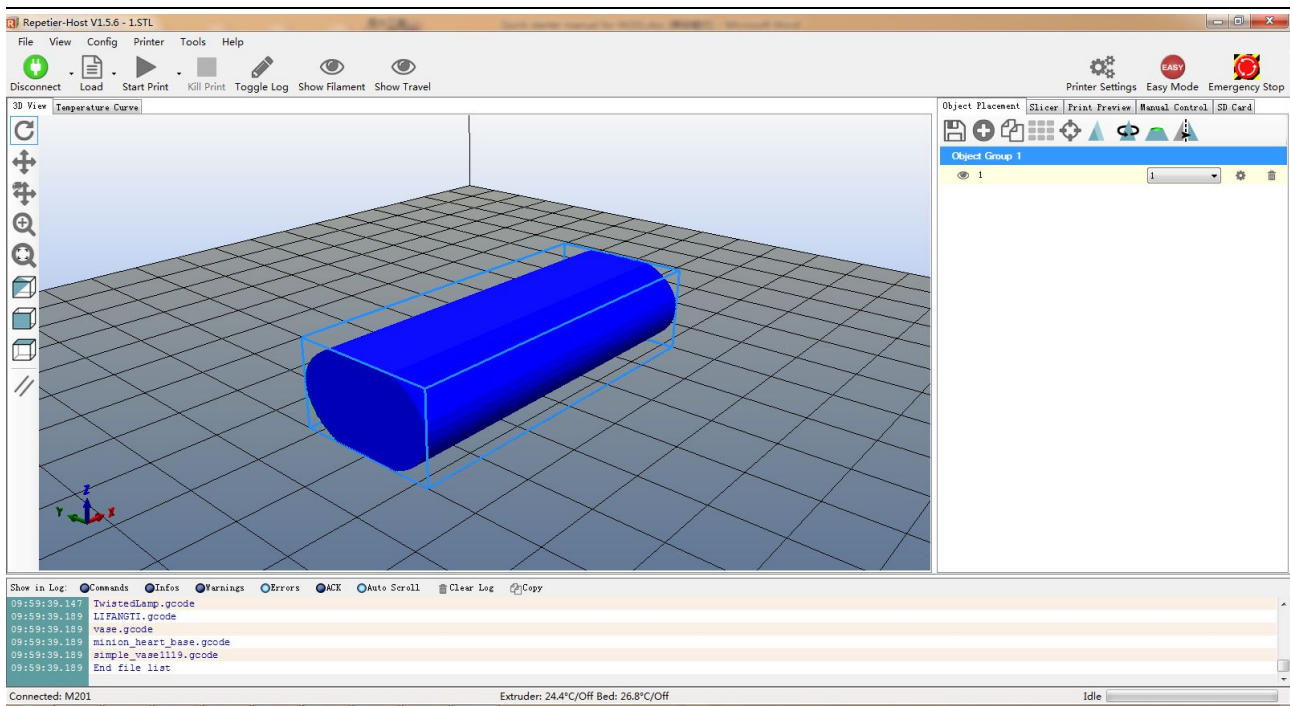 Repetier-Host V1.5.6 - 1.STL
File View Config Printer Tools Help
Disconnect Load Start Print Kill Print Toggle Log Show Filament Show Travel Printer Settings Easy Mode Emergency Stop
EASY
3D View Temperature Curve
Object Placement Slicer Print Preview Manual Control SD Card
Object Group 1
1 1
Z
Y X
Show in Log: Commands Infos Warnings Errors ACK Auto Scroll Clear Log Copy
09:59:39.147 TwistedLamp.gcode
09:59:39.189 LIFANGTI.gcode
09:59:39.189 vase.gcode
09:59:39.189 minion_heart_base.gcode
09:59:39.189 simple_vase1119.gcode
09:59:39.189 End file list
Connected: M201 Extruder: 24.4°C/Off Bed: 26.8°C/Off Idle